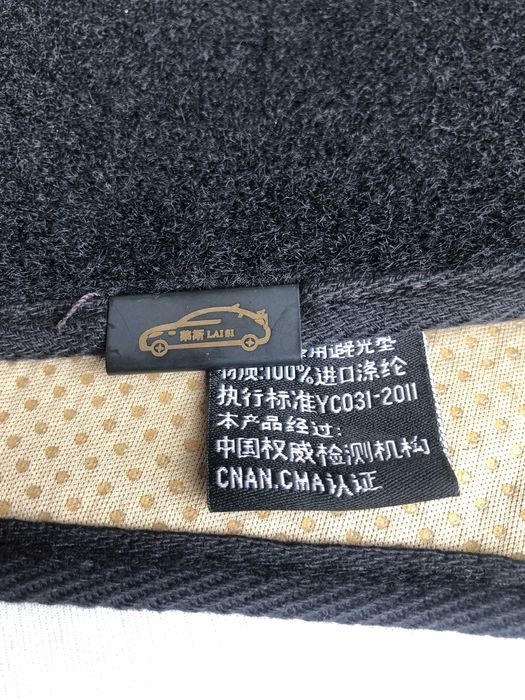 莱斯 LAI SI
专用避光垫
材质:100%进口涤纶
执行标准YC031-2011
本产品经过:
中国权威检测机构
CNAN.CMA认证